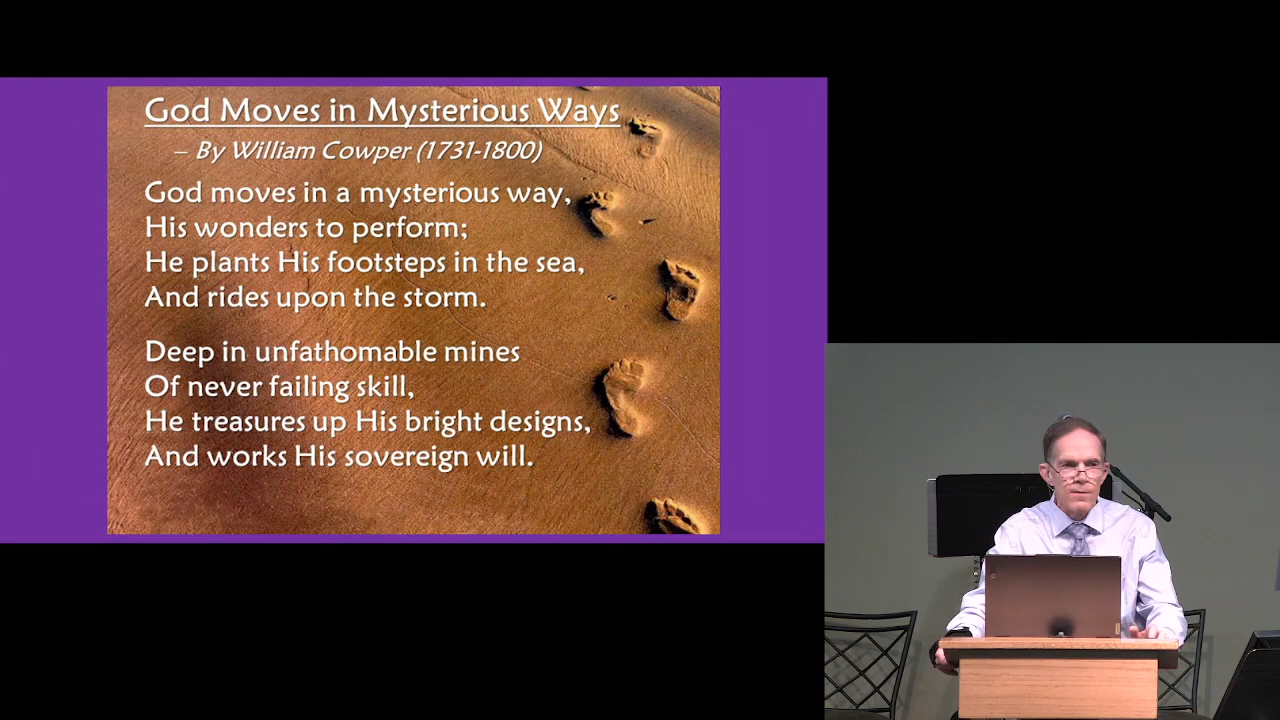 God Moves in Mysterious Ways
– By William Cowper (1731-1800)
God moves in a mysterious way,
His wonders to perform;
He plants His footsteps in the sea,
And rides upon the storm.
Deep in unfathomable mines
Of never failing skill,
He treasures up His bright designs,
And works His sovereign will.